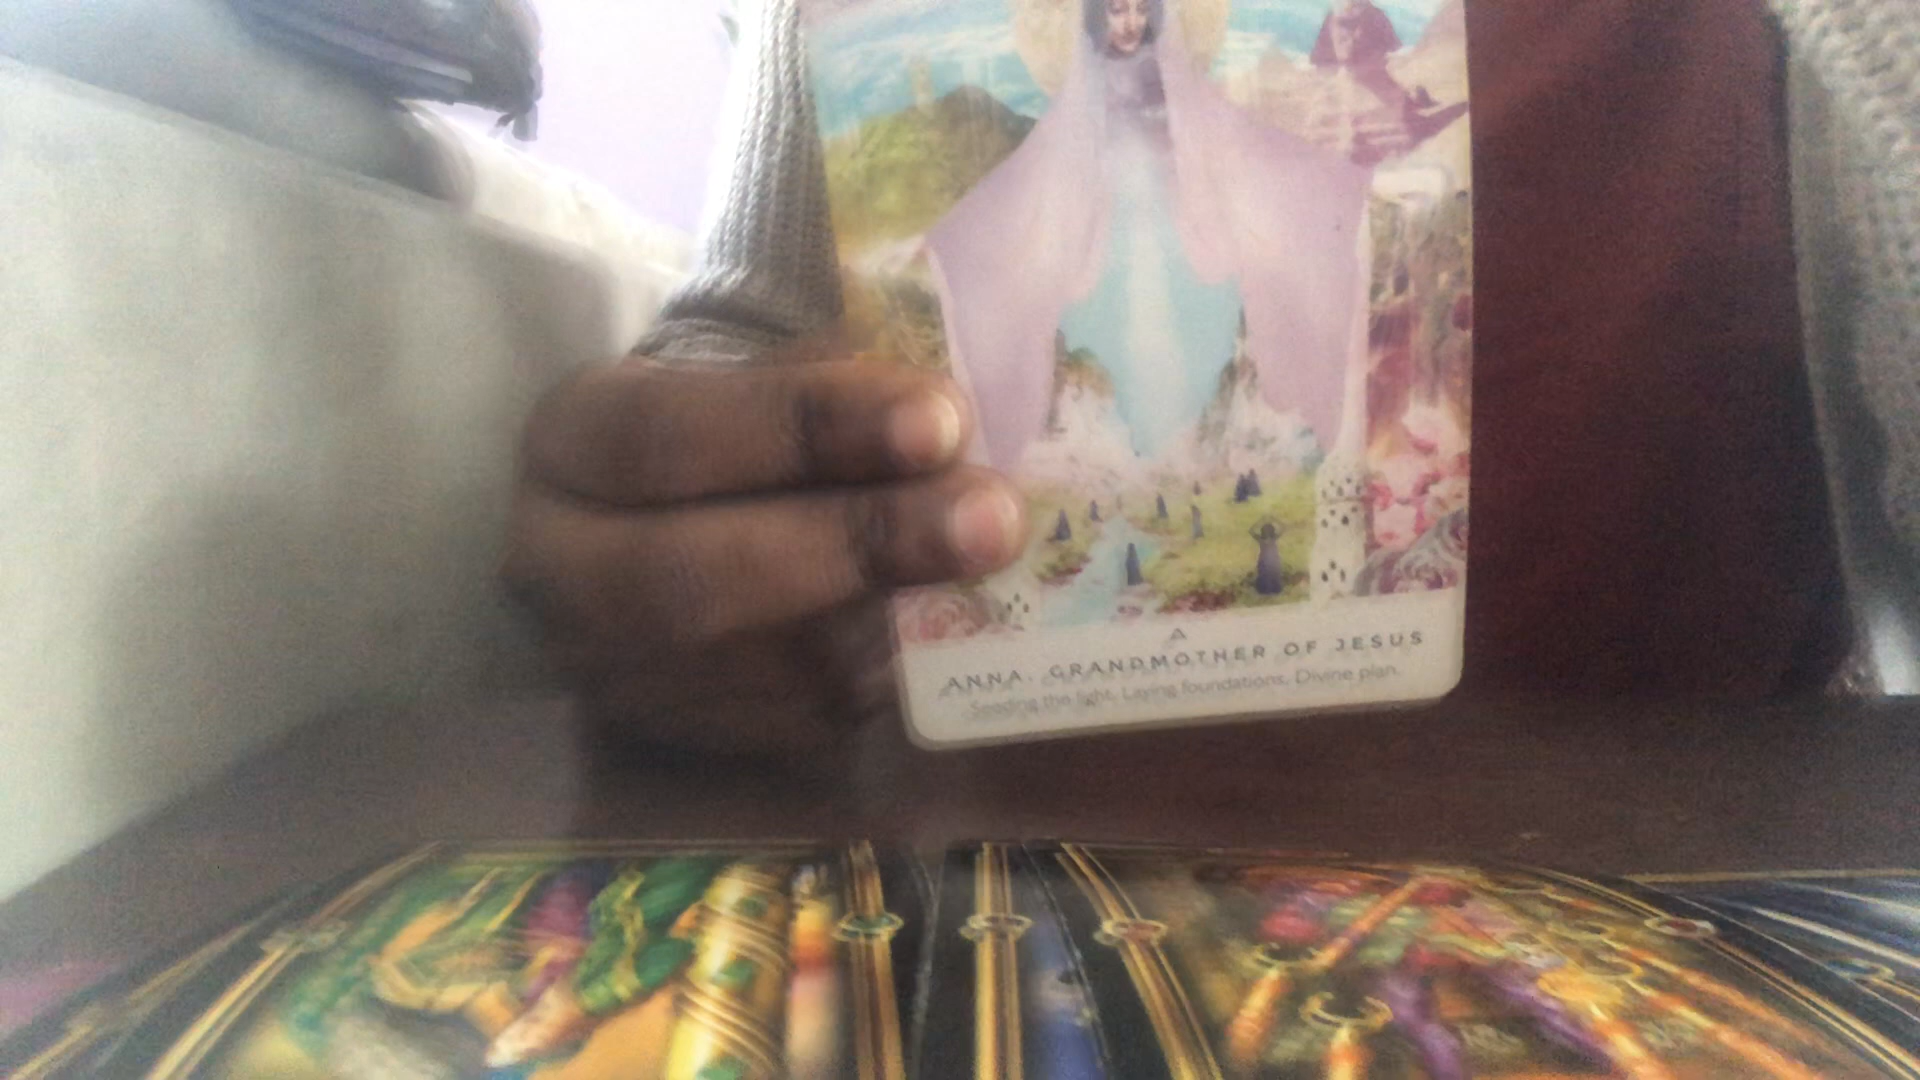 ANNA, GRANDMOTHER OF JESUS
Seeding the light. Laying foundations. Divine plan.